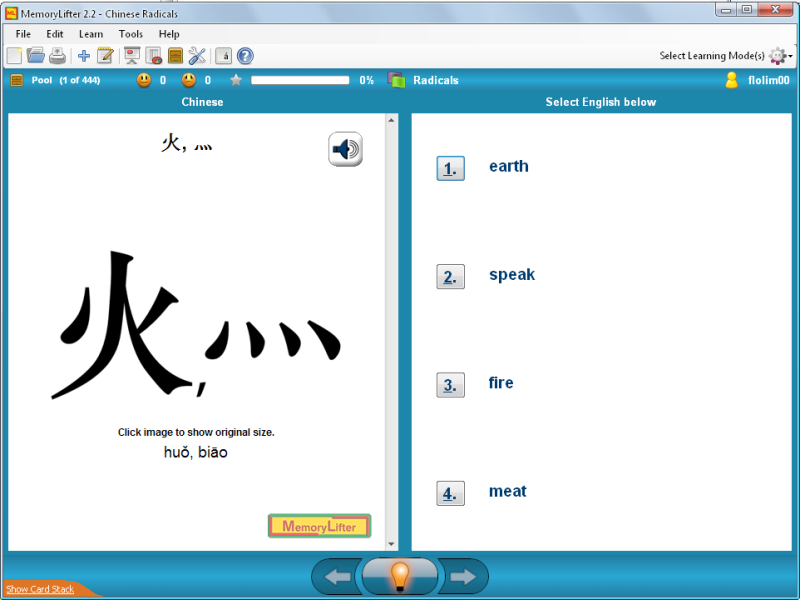 MemoryLifter 2.2 - Chinese Radicals
File Edit Learn Tools Help
Select Learning Mode(s)
Pool (1 of 444) 0 0 0% Radicals flolim00
Chinese
Select English below
火, 灬
火, 灬
Click image to show original size.
huǒ, biāo
MemoryLifter
1. earth
2. speak
3. fire
4. meat
Show Card Stack